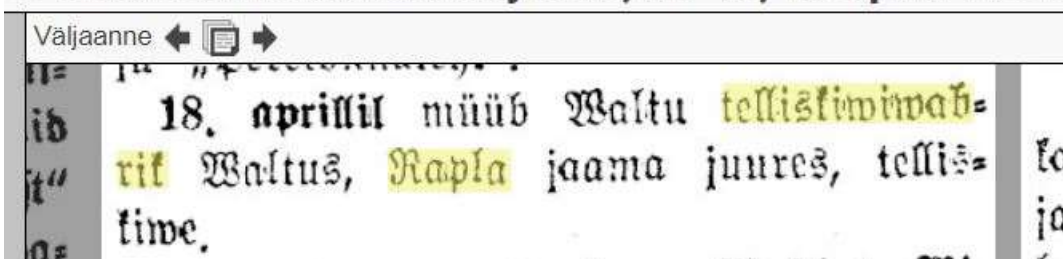 Väljaanne
18. aprillil müüb Waltu telliskiwiwab=
rik Waltus, Rapla jaama juures, tellis=
kiwe.